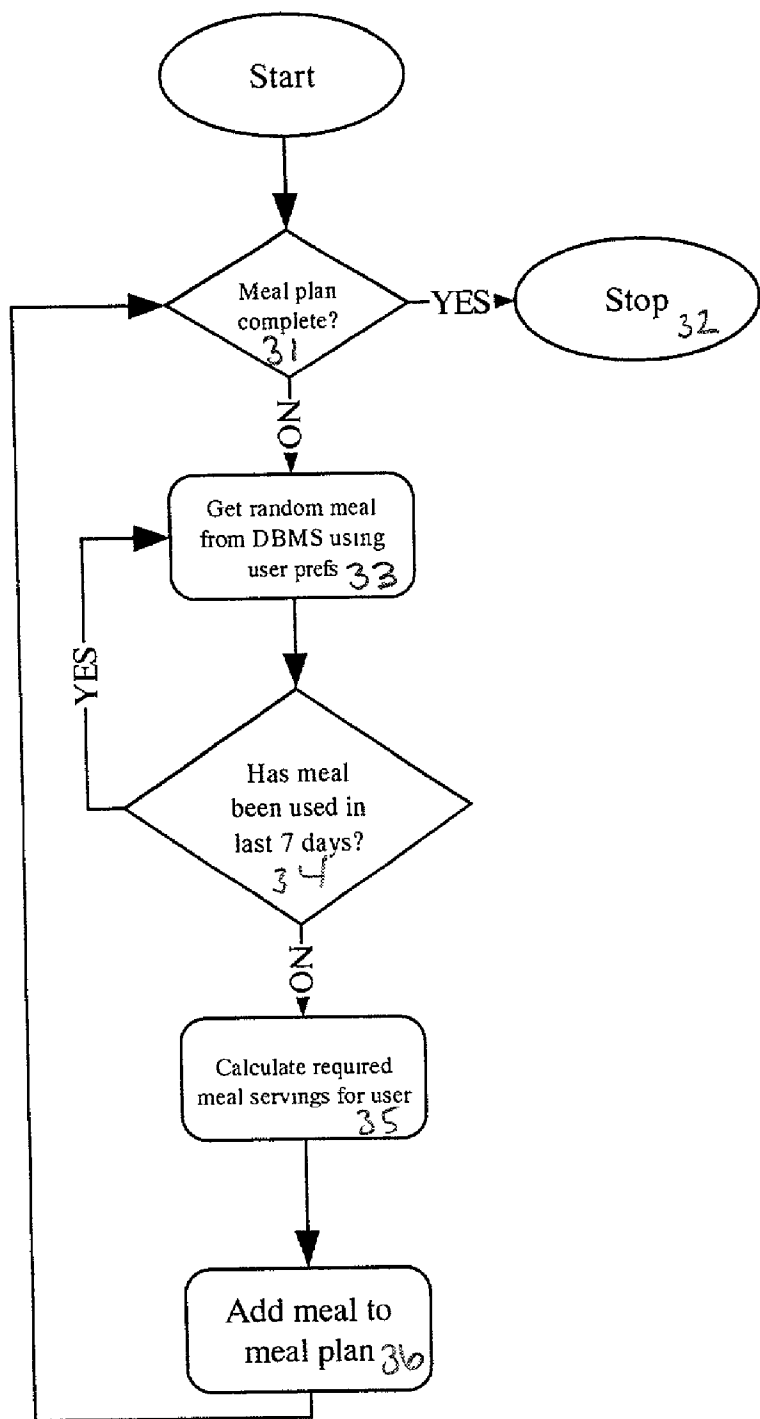 Start
Meal plan
complete?
31
YES
Stop 32
NO
Get random meal
from DBMS using
user prefs 33
YES
Has meal
been used in
last 7 days?
34
NO
Calculate required
meal servings for user
35
Add meal to
meal plan 36